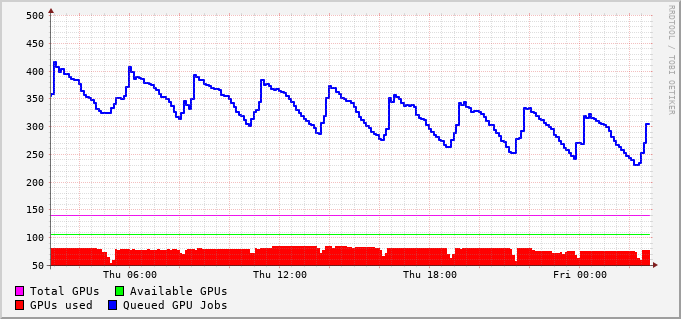 500
450
400
350
300
250
200
150
100
50
Thu 06:00 Thu 12:00 Thu 18:00 Fri 00:00
Total GPUs Available GPUs
GPUs used Queued GPU Jobs
RRDTOOL / TOBI OETIKER